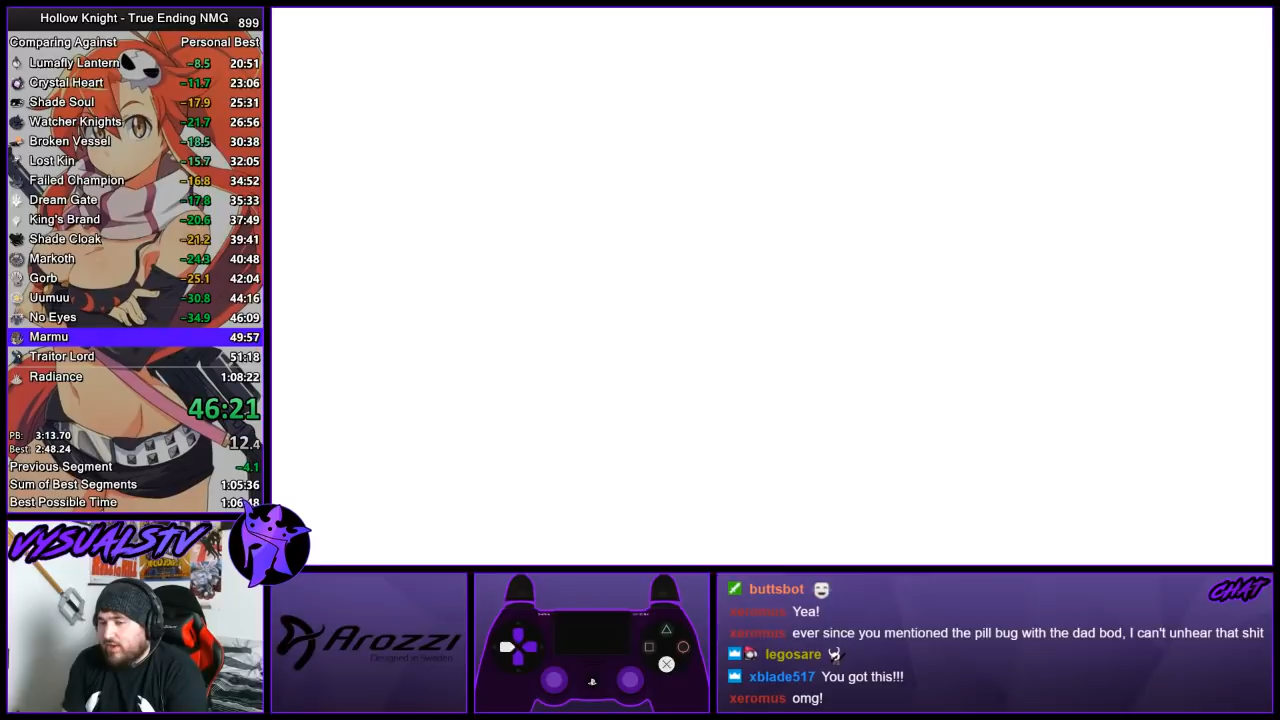 Hollow Knight - True Ending NMG 899
Comparing Against Personal Best
Lumafly Lantern -8.5 20:51
Crystal Heart -11.7 23:06
Shade Soul -17.9 25:31
Watcher Knights -21.7 26:56
Broken Vessel -18.5 30:38
Lost Kin -15.7 32:05
Failed Champion -16.8 34:52
Dream Gate -17.8 35:33
King's Brand -20.6 37:49
Shade Cloak -21.2 39:41
Markoth -24.3 40:48
Gorb -25.1 42:04
Uumuu -30.8 44:16
No Eyes -34.9 46:09
Marmu 49:57
Traitor Lord 51:18
Radiance 1:08:22
46:21
PB: 3:13.70
12.4
Best: 2:48.24
Previous Segment -4.1
Sum of Best Segments 1:05:36
Best Possible Time 1:06:48
VYSUALSTV
Arozzi
Designed in Sweden
CHAT
buttsbot
xeromus Yea!
xeromus ever since you mentioned the pill bug with the dad bod, I can't unhear that shit
legosare
xblade517 You got this!!!
xeromus omg!